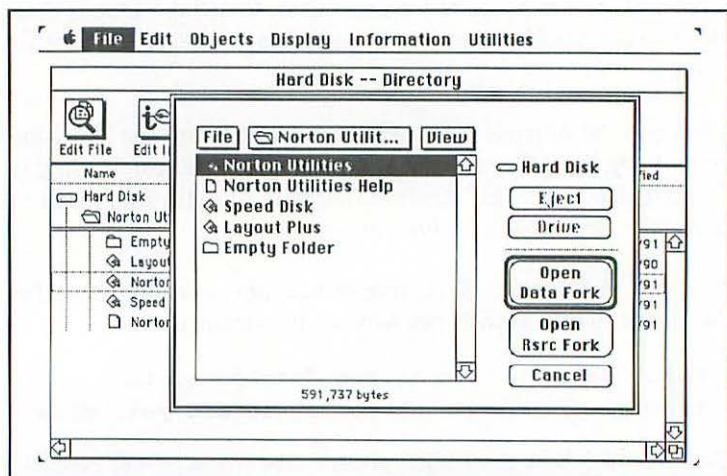 File Edit Objects Display Information Utilities
Hard Disk -- Directory
Edit File Edit I
Name
Hard Disk
Norton Ut
Empty
Layout
Norton
Speed
Norton
File Norton Utilit... View
Norton Utilities
Norton Utilities Help
Speed Disk
Layout Plus
Empty Folder
591,737 bytes
Hard Disk
Eject
Drive
Open
Data Fork
Open
Rsrc Fork
Cancel
ied
/91
/90
/91
/91
/91